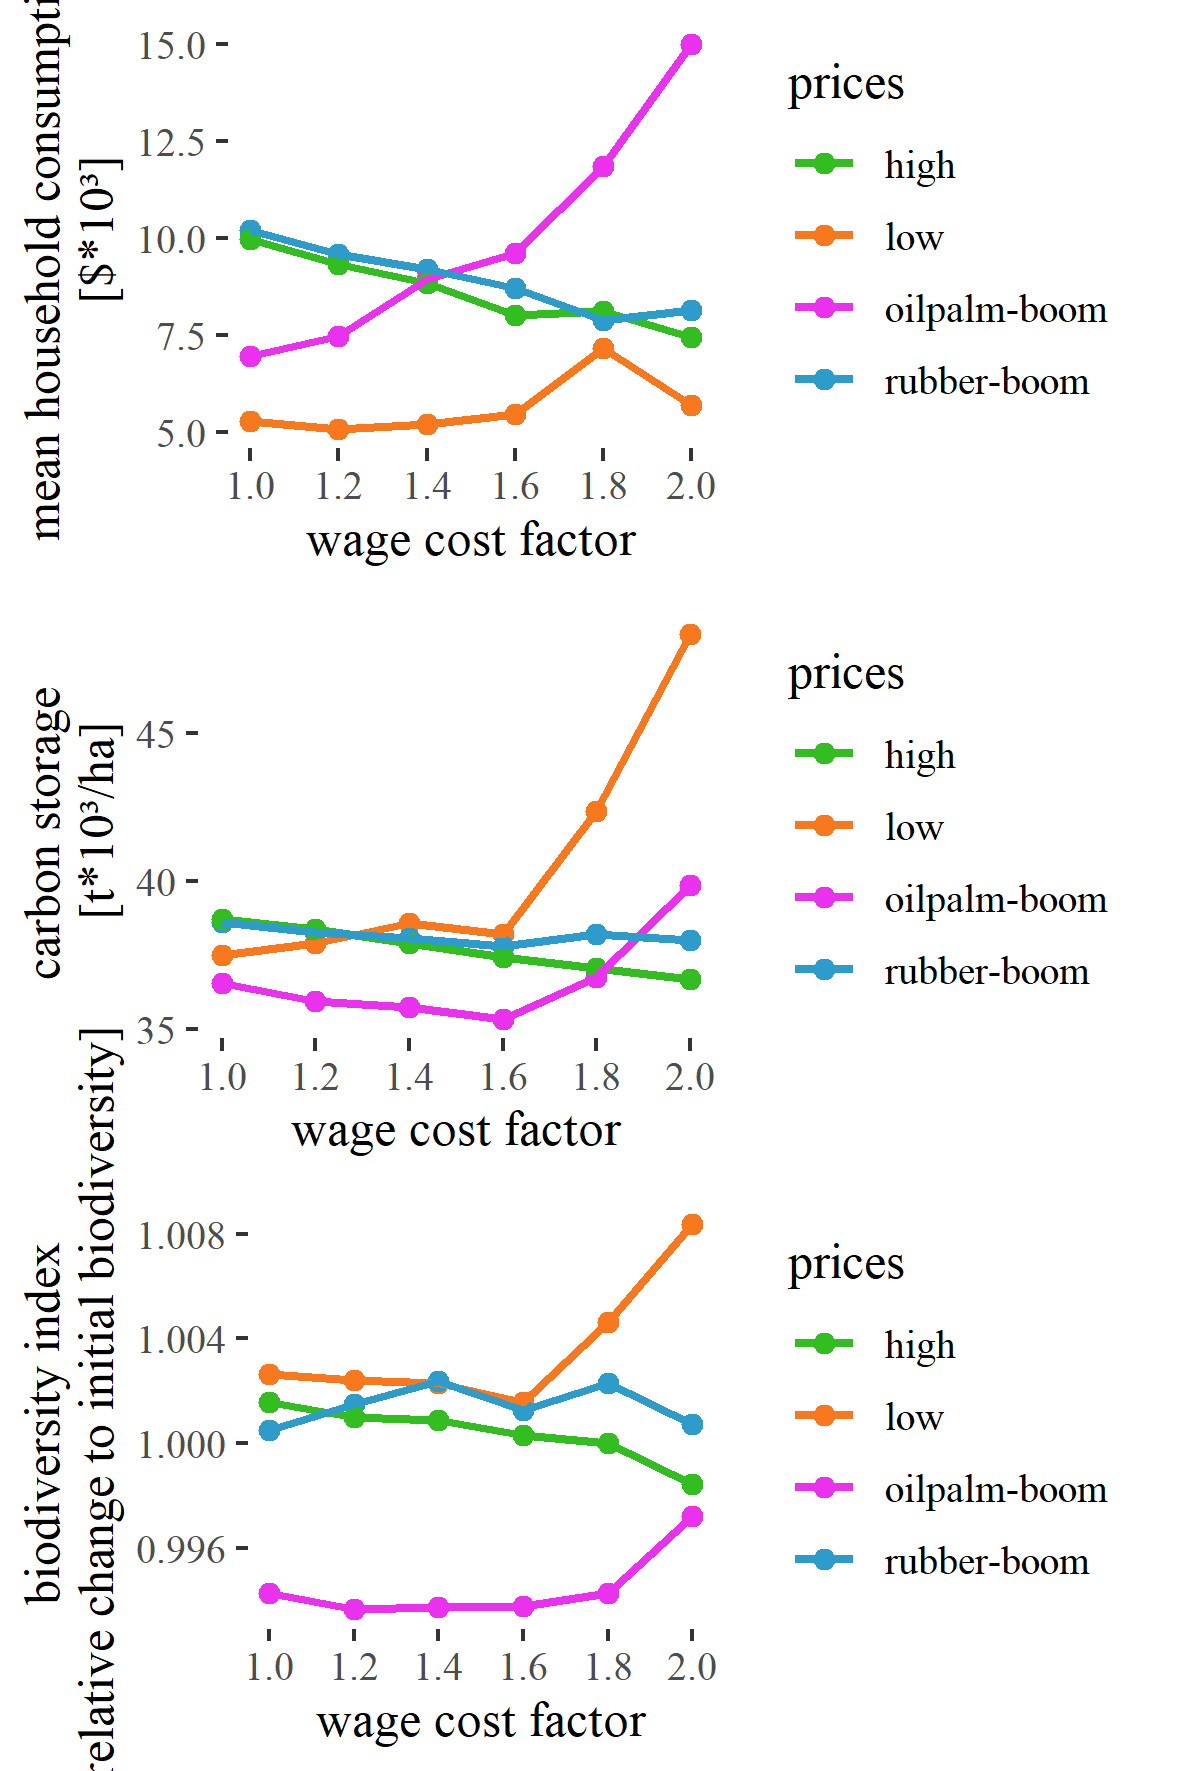 mean household
[$*10³]
15.0
12.5
10.0
7.5
5.0
1.0 1.2 1.4 1.6 1.8 2.0
wage cost factor
prices
high
low
oilpalm-boom
rubber-boom
carbon storage
[t*10³/ha]
45
40
35
1.0 1.2 1.4 1.6 1.8 2.0
wage cost factor
prices
high
low
oilpalm-boom
rubber-boom
biodiversity index
relative change to initial biodiversity]
1.008
1.004
1.000
0.996
1.0 1.2 1.4 1.6 1.8 2.0
wage cost factor
prices
high
low
oilpalm-boom
rubber-boom